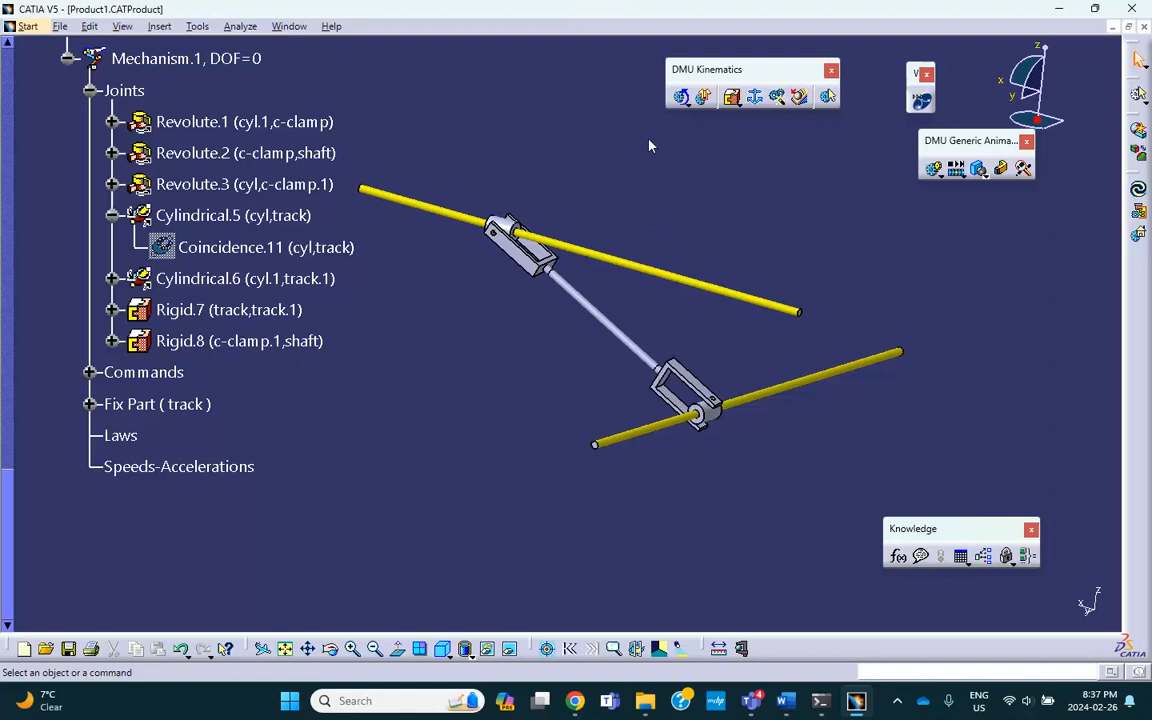 CATIA V5 - [Product1.CATProduct]
Start File Edit View Insert Tools Analyze Window Help
Mechanism.1, DOF=0
Joints
Revolute.1 (cyl.1,c-clamp)
Revolute.2 (c-clamp,shaft)
Revolute.3 (cyl,c-clamp.1)
Cylindrical.5 (cyl,track)
Coincidence.11 (cyl,track)
Cylindrical.6 (cyl.1,track.1)
Rigid.7 (track,track.1)
Rigid.8 (c-clamp.1,shaft)
Commands
Fix Part ( track )
Laws
Speeds-Accelerations
DMU Kinematics
DMU Generic Anima...
z
x
y
Knowledge
f(x)
z
x
y
CATIA
Select an object or a command
7°C
Clear
Search
4
ENG
US
8:37 PM
2024-02-26